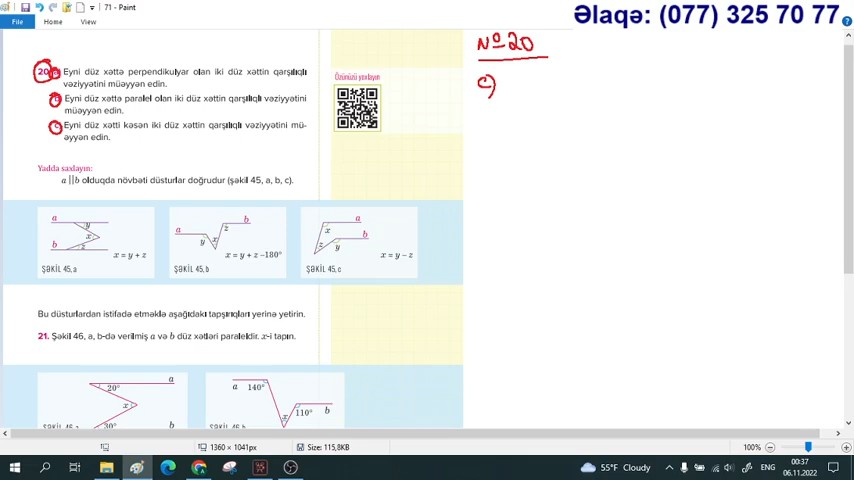 71 - Paint
Əlaqə: (077) 325 70 77
File
Home
View
№ 20
c)
20. a. Eyni düz xəttə perpendikulyar olan iki düz xəttin qarşılıqlı
vəziyyətini müəyyən edin.
b. Eyni düz xəttə paralel olan iki düz xəttin qarşılıqlı vəziyyətini
müəyyən edin.
c. Eyni düz xətti kəsən iki düz xəttin qarşılıqlı vəziyyətini mü-
əyyən edin.
Özünüzü yoxlayın
Yadda saxlayın:
a || b olduqda növbəti düsturlar doğrudur (şəkil 45, a, b, c).
a
y
x
b
z
x = y + z
ŞƏKİL 45, a
a
b
z
y
x
x = y + z –180°
ŞƏKİL 45, b
a
x
b
z
y
x = y – z
ŞƏKİL 45, c
Bu düsturlardan istifadə etməklə aşağıdakı tapşırıqları yerinə yetirin.
21. Şəkil 46, a, b-də verilmiş a və b düz xətləri paraleldir. x-i tapın.
a
20°
x
30°
b
a
140°
x
110°
b
1360 × 1041px
Size: 115,8KB
100%
55°F Cloudy
ENG
00:37
06.11.2022